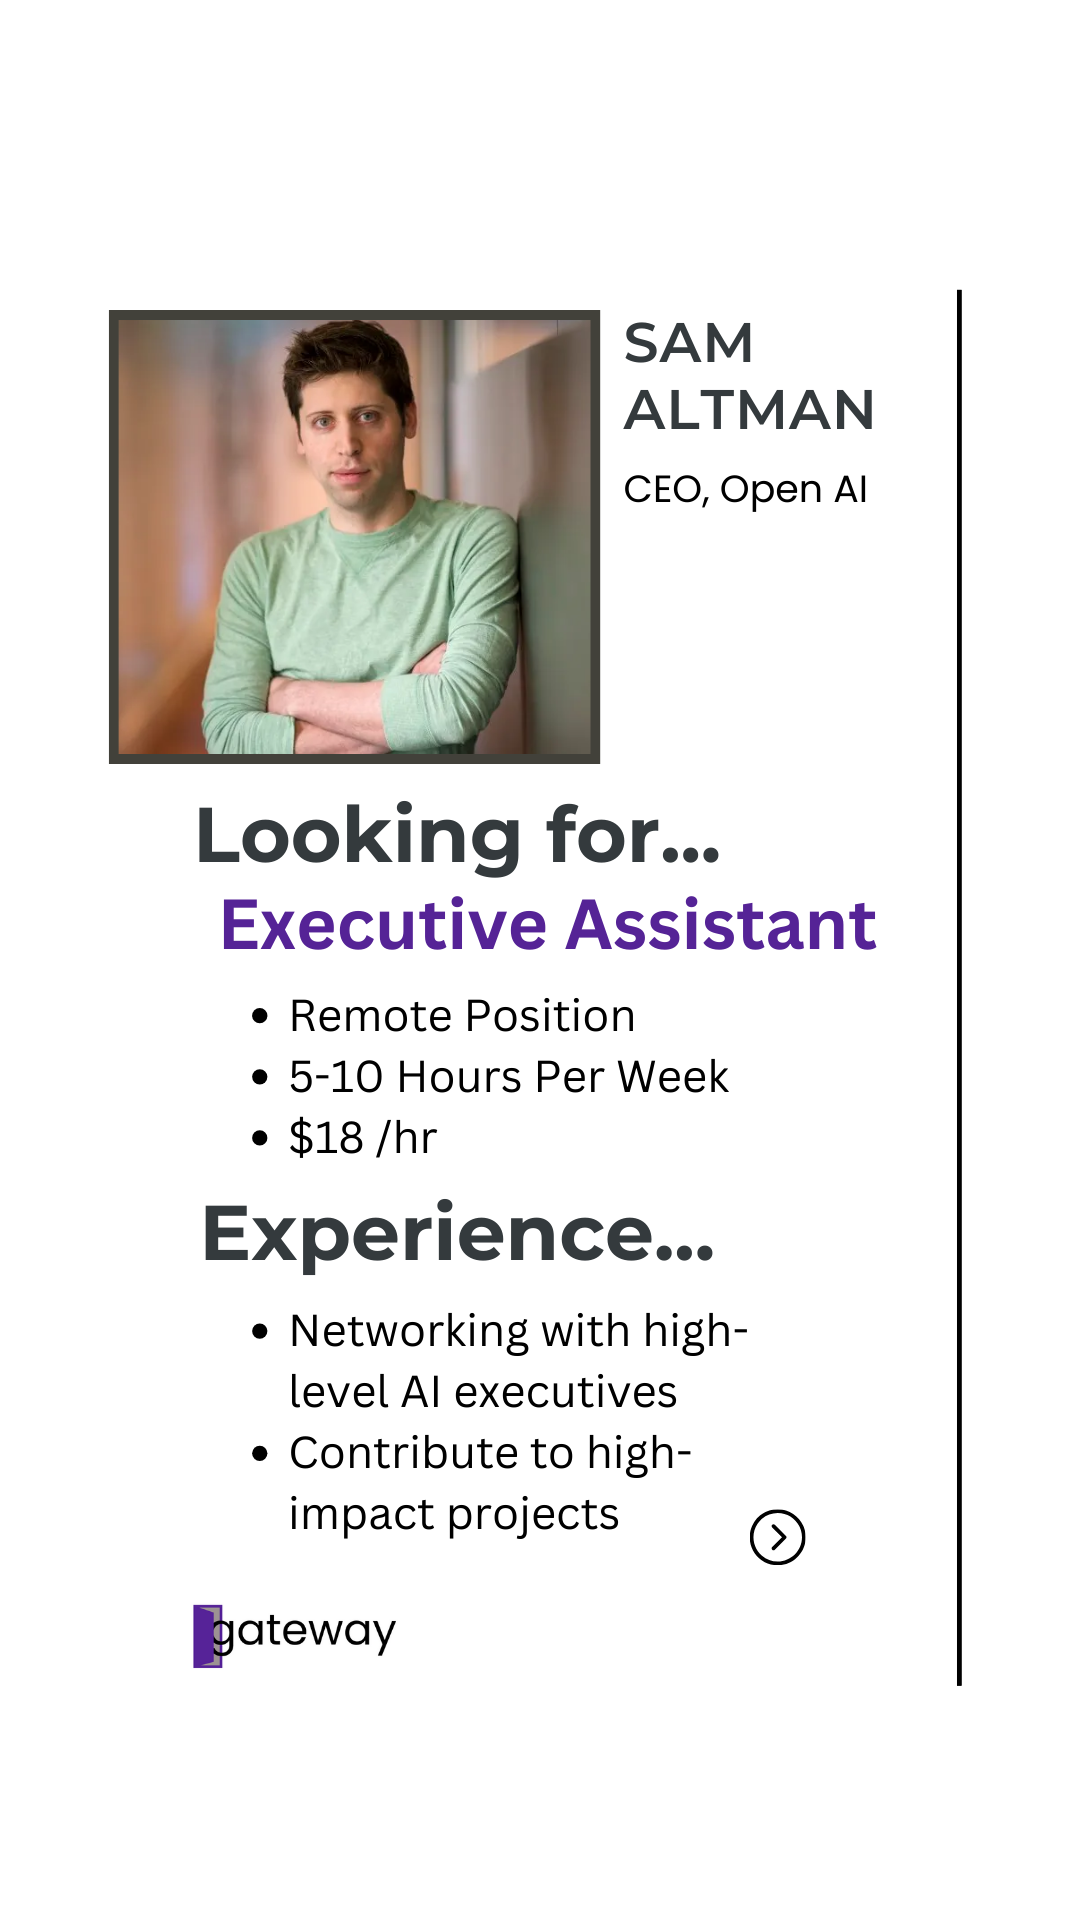 SAM
ALTMAN
CEO, Open AI
Looking for...
Executive Assistant
• Remote Position
• 5-10 Hours Per Week
• $18 /hr
Experience...
• Networking with high-
level AI executives
• Contribute to high-
impact projects
gateway